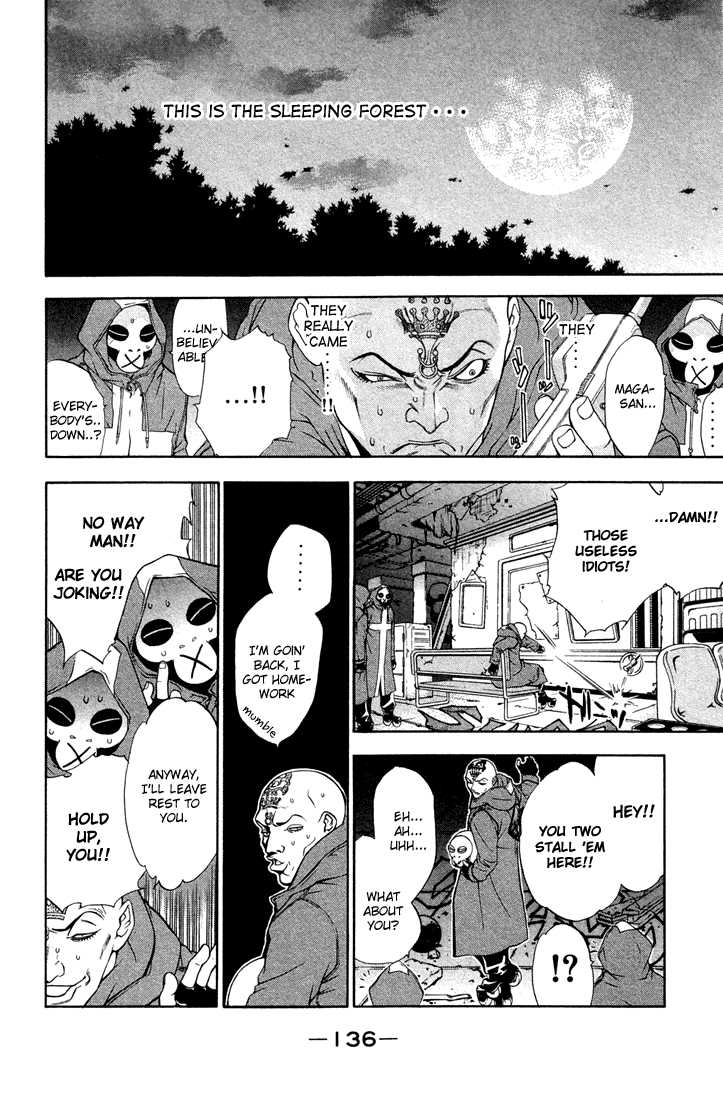 THIS IS THE SLEEPING FOREST・・・
MAGA-
SAN...
THEY
THEY
REALLY
CAME
...!!
...UN-
BELIEV
ABLE?
EVERY-
BODY'S..
DOWN..?
...DAMN!!
THOSE
USELESS
IDIOTS!
HEY!!
YOU TWO
STALL 'EM
HERE!!
!?
EH...
AH...
UHH...
WHAT
ABOUT
YOU?
I'M GOIN'
BACK, I
GOT HOME-
WORK
mumble
NO WAY
MAN!!
ARE YOU
JOKING!!
ANYWAY,
I'LL LEAVE
REST TO
YOU.
HOLD
UP,
YOU!!
—136—